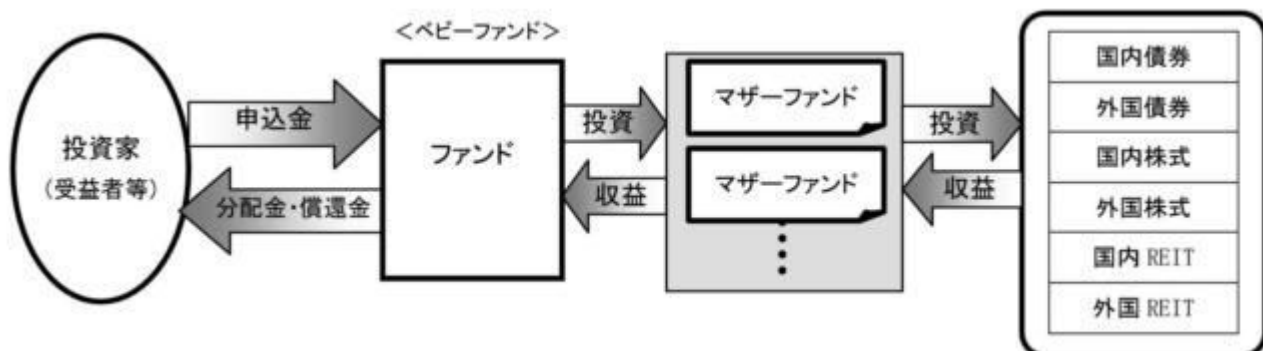 <ベビーファンド>
投資家
(受益者等)
申込金
分配金・償還金
ファンド
投資
収益
マザーファンド
マザーファンド
投資
収益
国内債券
外国債券
国内株式
外国株式
国内 REIT
外国 REIT